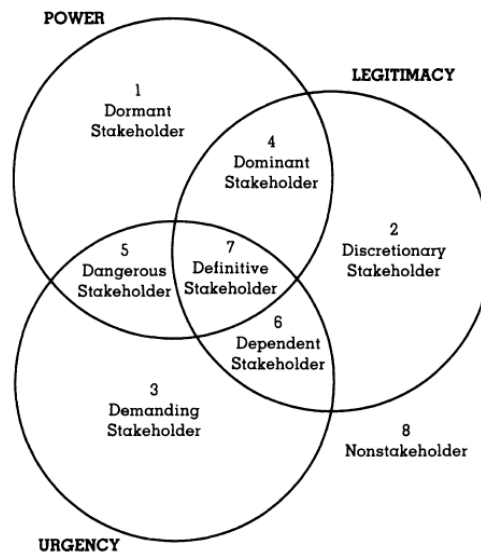 POWER
LEGITIMACY
1
Dormant
Stakeholder
4
Dominant
Stakeholder
2
Discretionary
Stakeholder
5
Dangerous
Stakeholder
7
Definitive
Stakeholder
6
Dependent
Stakeholder
3
Demanding
Stakeholder
8
Nonstakeholder
URGENCY